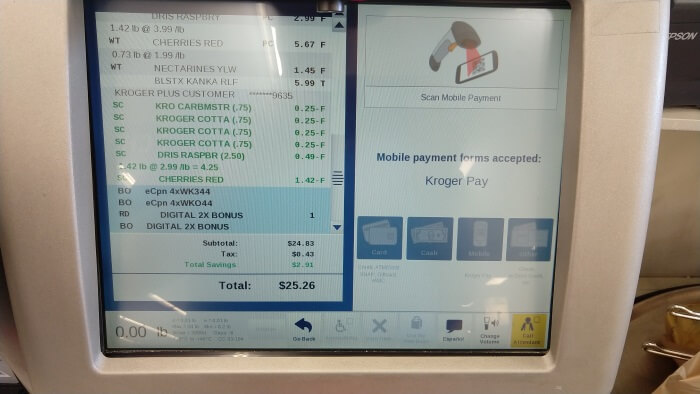 DRIS RASPBRY PC 2.99 F
1.42 lb @ 3.99 /lb
WT CHERRIES RED PC 5.67 F
0.73 lb @ 1.99 /lb
WT NECTARINES YLW 1.45 F
BLSTX KANKA RLF 5.99 T
KROGER PLUS CUSTOMER *******9635
SC KRO CARBMSTR (.75) 0.25-F
SC KROGER COTTA (.75) 0.25-F
SC KROGER COTTA (.75) 0.25-F
SC KROGER COTTA (.75) 0.25-F
SC DRIS RASPBR (2.50) 0.49-F
1.42 lb @ 2.99 /lb = 4.25
SC CHERRIES RED 1.42-F
BO eCpn 4xWK344
BO eCpn 4xWKO44
RD DIGITAL 2X BONUS 1
BO DIGITAL 2X BONUS
Subtotal: $24.83
Tax: $0.43
Total Savings: $2.91
Total: $25.26
Scan Mobile Payment
Mobile payment forms accepted:
Kroger Pay
Card
Cash
Mobile
Other
Kroger Pay
0.00 lb
Go Back
Español
Change Volume
Call Attendant
EPSON